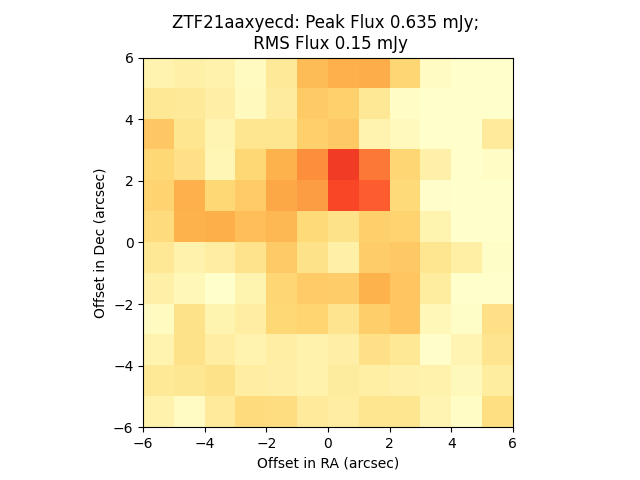 ZTF21aaxyecd: Peak Flux 0.635 mJy;
RMS Flux 0.15 mJy
6
4
2
0
−2
−4
−6
Offset in Dec (arcsec)
−6 −4 −2 0 2 4 6
Offset in RA (arcsec)